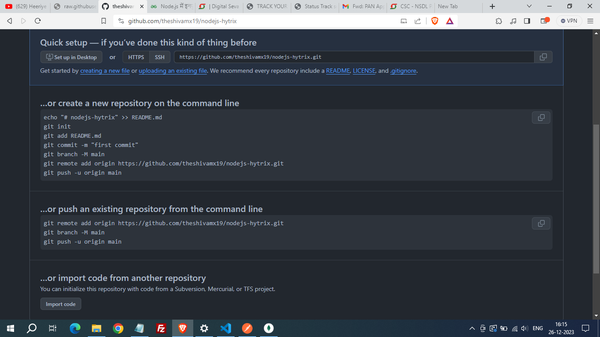 (829) Heeriye
raw.githubus
theshivam
Node.js में
| Digital Seva
TRACK YOUR
Status Track
Fwd: PAN Ap
CSC - NSDL
New Tab
github.com/theshivamx19/nodejs-hytrix
VPN
Quick setup — if you've done this kind of thing before
Set up in Desktop or HTTPS SSH https://github.com/theshivamx19/nodejs-hytrix.git
Get started by creating a new file or uploading an existing file. We recommend every repository include a README, LICENSE, and .gitignore.
...or create a new repository on the command line
echo "# nodejs-hytrix" >> README.md
git init
git add README.md
git commit -m "first commit"
git branch -M main
git remote add origin https://github.com/theshivamx19/nodejs-hytrix.git
git push -u origin main
...or push an existing repository from the command line
git remote add origin https://github.com/theshivamx19/nodejs-hytrix.git
git branch -M main
git push -u origin main
...or import code from another repository
You can initialize this repository with code from a Subversion, Mercurial, or TFS project.
Import code
ENG
16:15
26-12-2023